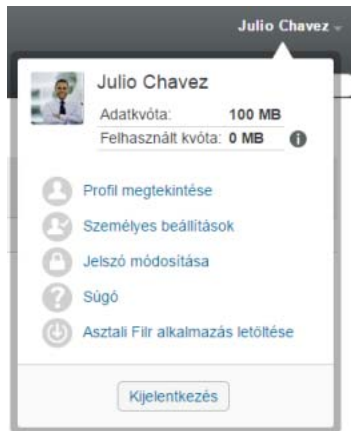 Julio Chavez
Julio Chavez
Adatkvóta: 100 MB
Felhasznált kvóta: 0 MB
Profil megtekintése
Személyes beállítások
Jelszó módosítása
Súgó
Asztali Filr alkalmazás letöltése
Kijelentkezés